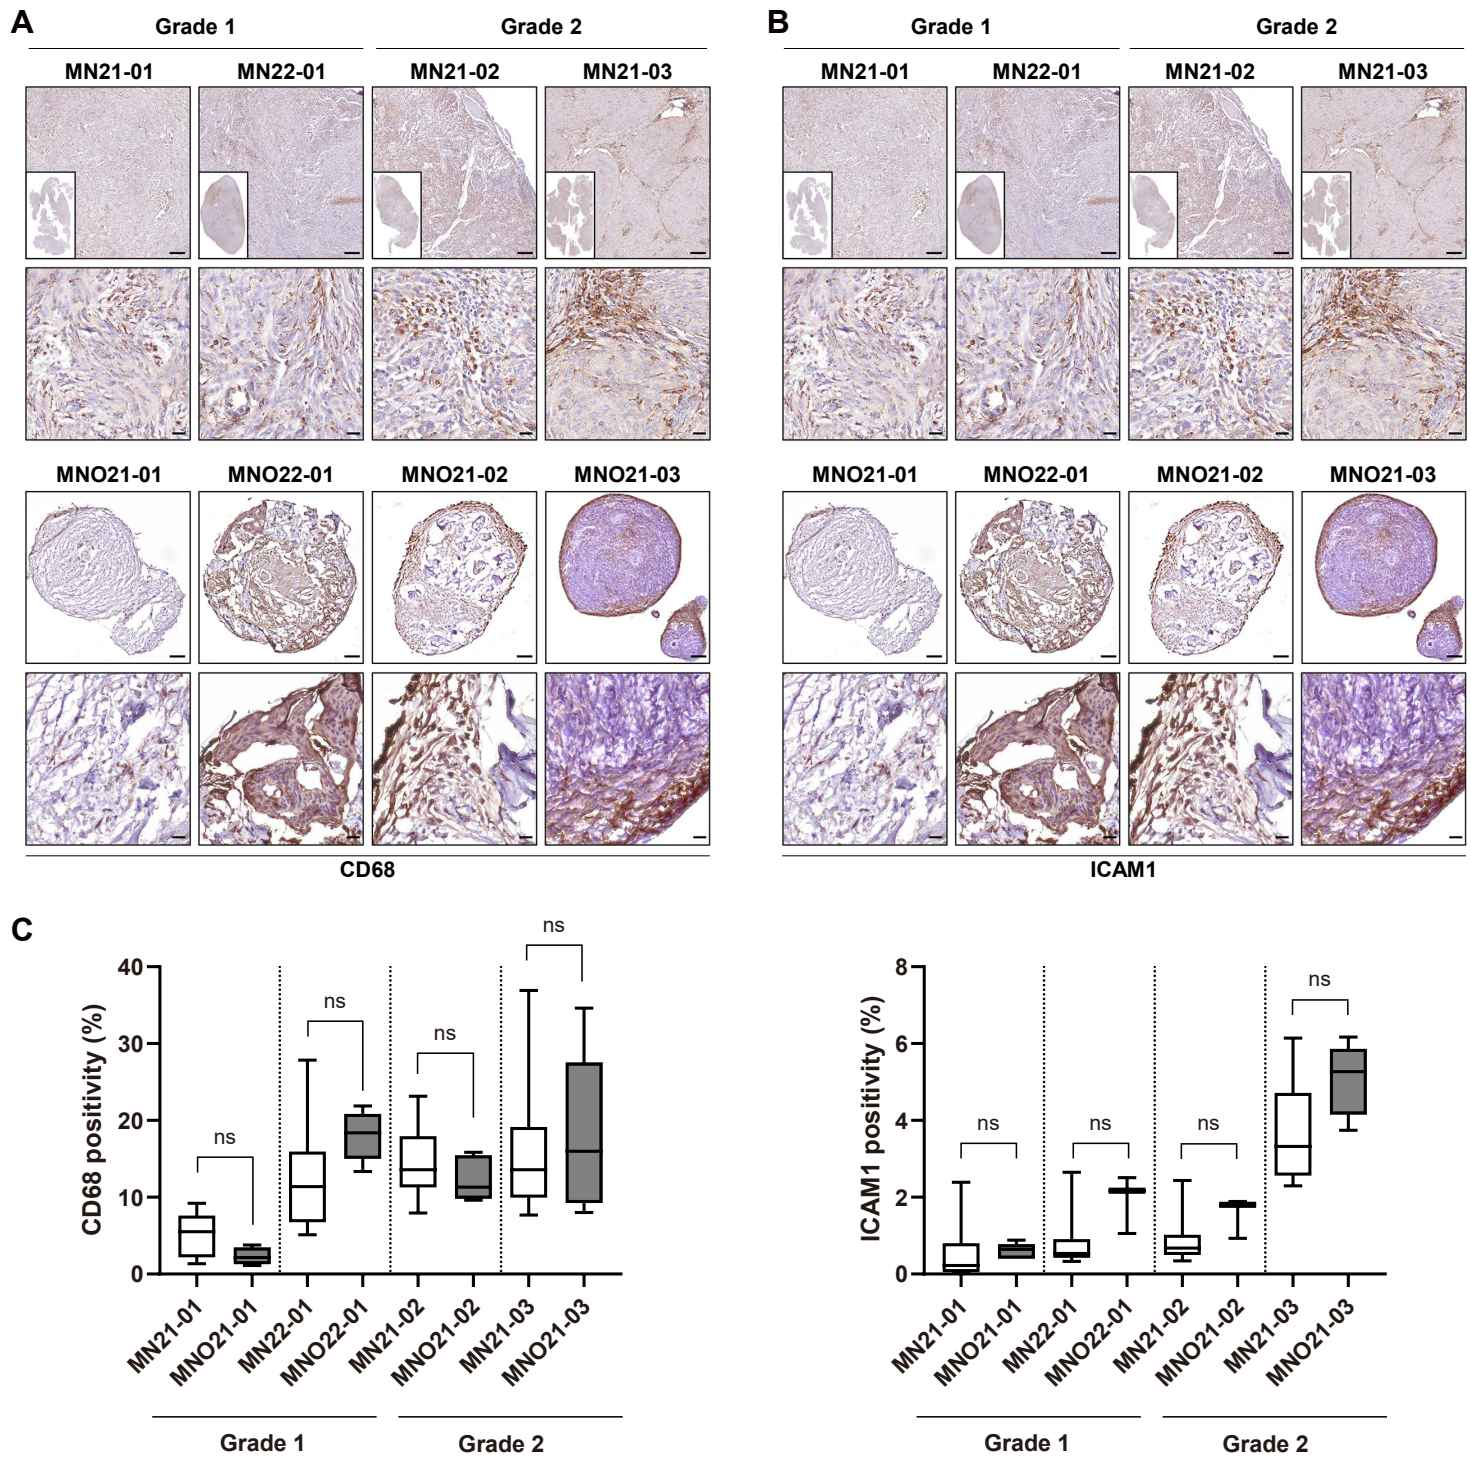 A
B
Grade 1 Grade 2
Grade 1 Grade 2
MN21-01 MN22-01 MN21-02 MN21-03
MN21-01 MN22-01 MN21-02 MN21-03
MNO21-01 MNO22-01 MNO21-02 MNO21-03
MNO21-01 MNO22-01 MNO21-02 MNO21-03
CD68
ICAM1
C
CD68 positivity (%)
40
30
20
10
0
ns
ns
ns
ns
MN21-01
MNO21-01
MN22-01
MNO22-01
MN21-02
MNO21-02
MN21-03
MNO21-03
Grade 1 Grade 2
ICAM1 positivity (%)
8
6
4
2
0
ns
ns
ns
ns
MN21-01
MNO21-01
MN22-01
MNO22-01
MN21-02
MNO21-02
MN21-03
MNO21-03
Grade 1 Grade 2